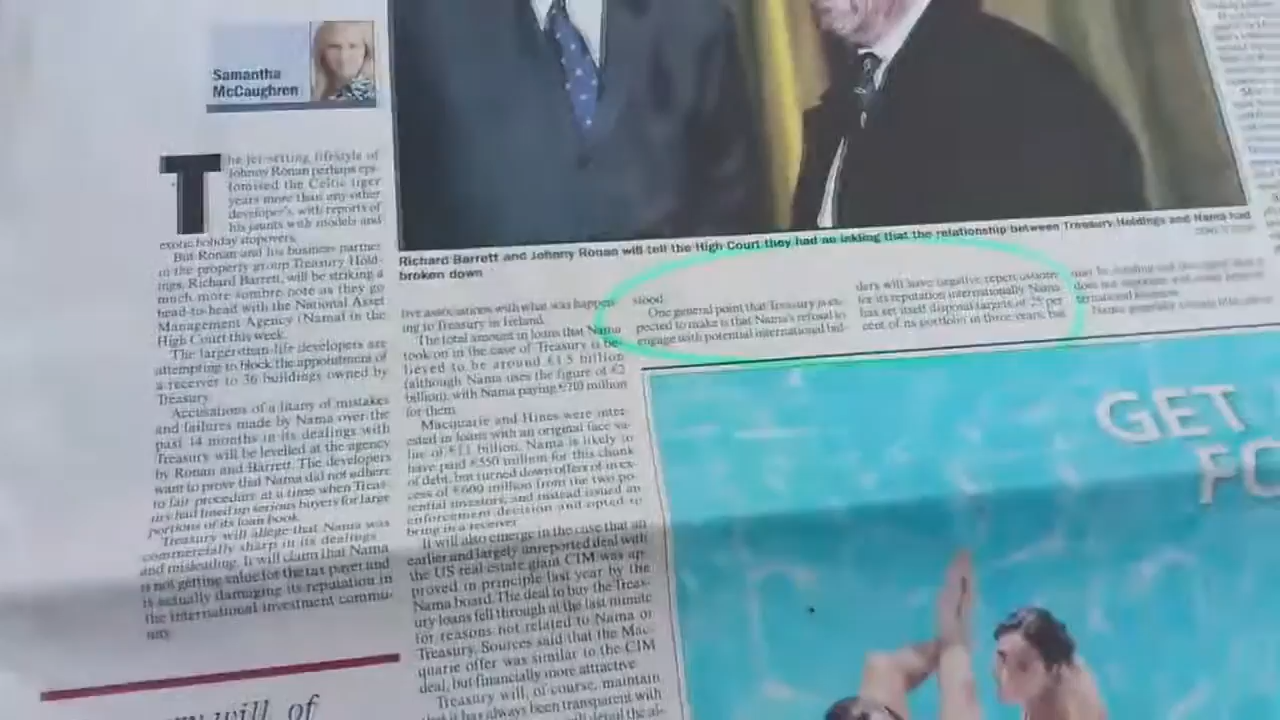 Samantha
McCaughren
The jet-setting lifestyle of
Johnny Ronan perhaps epi-
tomised the Celtic tiger
years more than any other
developer's, with reports of
his jaunts with models and
exotic holiday stopovers.
But Ronan and his business partner
in the property group Treasury Hold-
ings, Richard Barrett, will be striking a
much more sombre note as they go
head-to-head with the National Asset
Management Agency (Nama) in the
High Court this week.
The larger-than-life developers are
attempting to block the appointment of
a receiver to 36 buildings owned by
Treasury.
Accusations of a litany of mistakes
and failures made by Nama over the
past 14 months in its dealings with
Treasury will be levelled at the agency
by Ronan and Barrett. The developers
want to prove that Nama did not adhere
to fair procedure at a time when Treas-
ury had lined up serious buyers for large
portions of its loan book.
Treasury will allege that Nama was
commercially sharp in its dealings
and misleading. It will claim that Nama
is not getting value for the tax payer and
is actually damaging its reputation in
the international investment commu-
nity.
will of
Richard Barrett and Johnny Ronan will tell the High Court they had an inkling that the relationship between Treasury Holdings and Nama had
broken down
tive associations with what was happen-
ing to Treasury in Ireland.
The total amount in loans that Nama
took on in the case of Treasury is be-
lieved to be around €1.5 billion
(although Nama uses the figure of €2
billion), with Nama paying
million
for them.
Macquarie and Hines were inter-
ested in loans with an original face va-
lue of €1.1 billion. Nama is likely to
have paid €550 million for this chunk
of debt, but turned down offers of in ex-
cess of €600 million from the two po-
tential investors, and instead issued an
enforcement decision and opted to
bring in a receiver.
It will also emerge in the case that an
earlier and largely unreported deal with
the US real estate giant CIM was ap-
proved in principle last year by the
Nama board. The deal to buy the Treas-
ury loans fell through at the last minute
for reasons not related to Nama or
Treasury. Sources said that the Mac-
quarie offer was similar to the CIM
deal, but financially more attractive.
Treasury will, of course, maintain
that it has always been transparent with
will detail the al-
stood.
One general point that Treasury is ex-
pected to make is that Nama's refusal to
engage with potential international bid-
ders will have negative repercussions
for its reputation internationally. Nama
has set itself disposal targets of 25 per
cent of its portfolio in three years, but
GET
FO